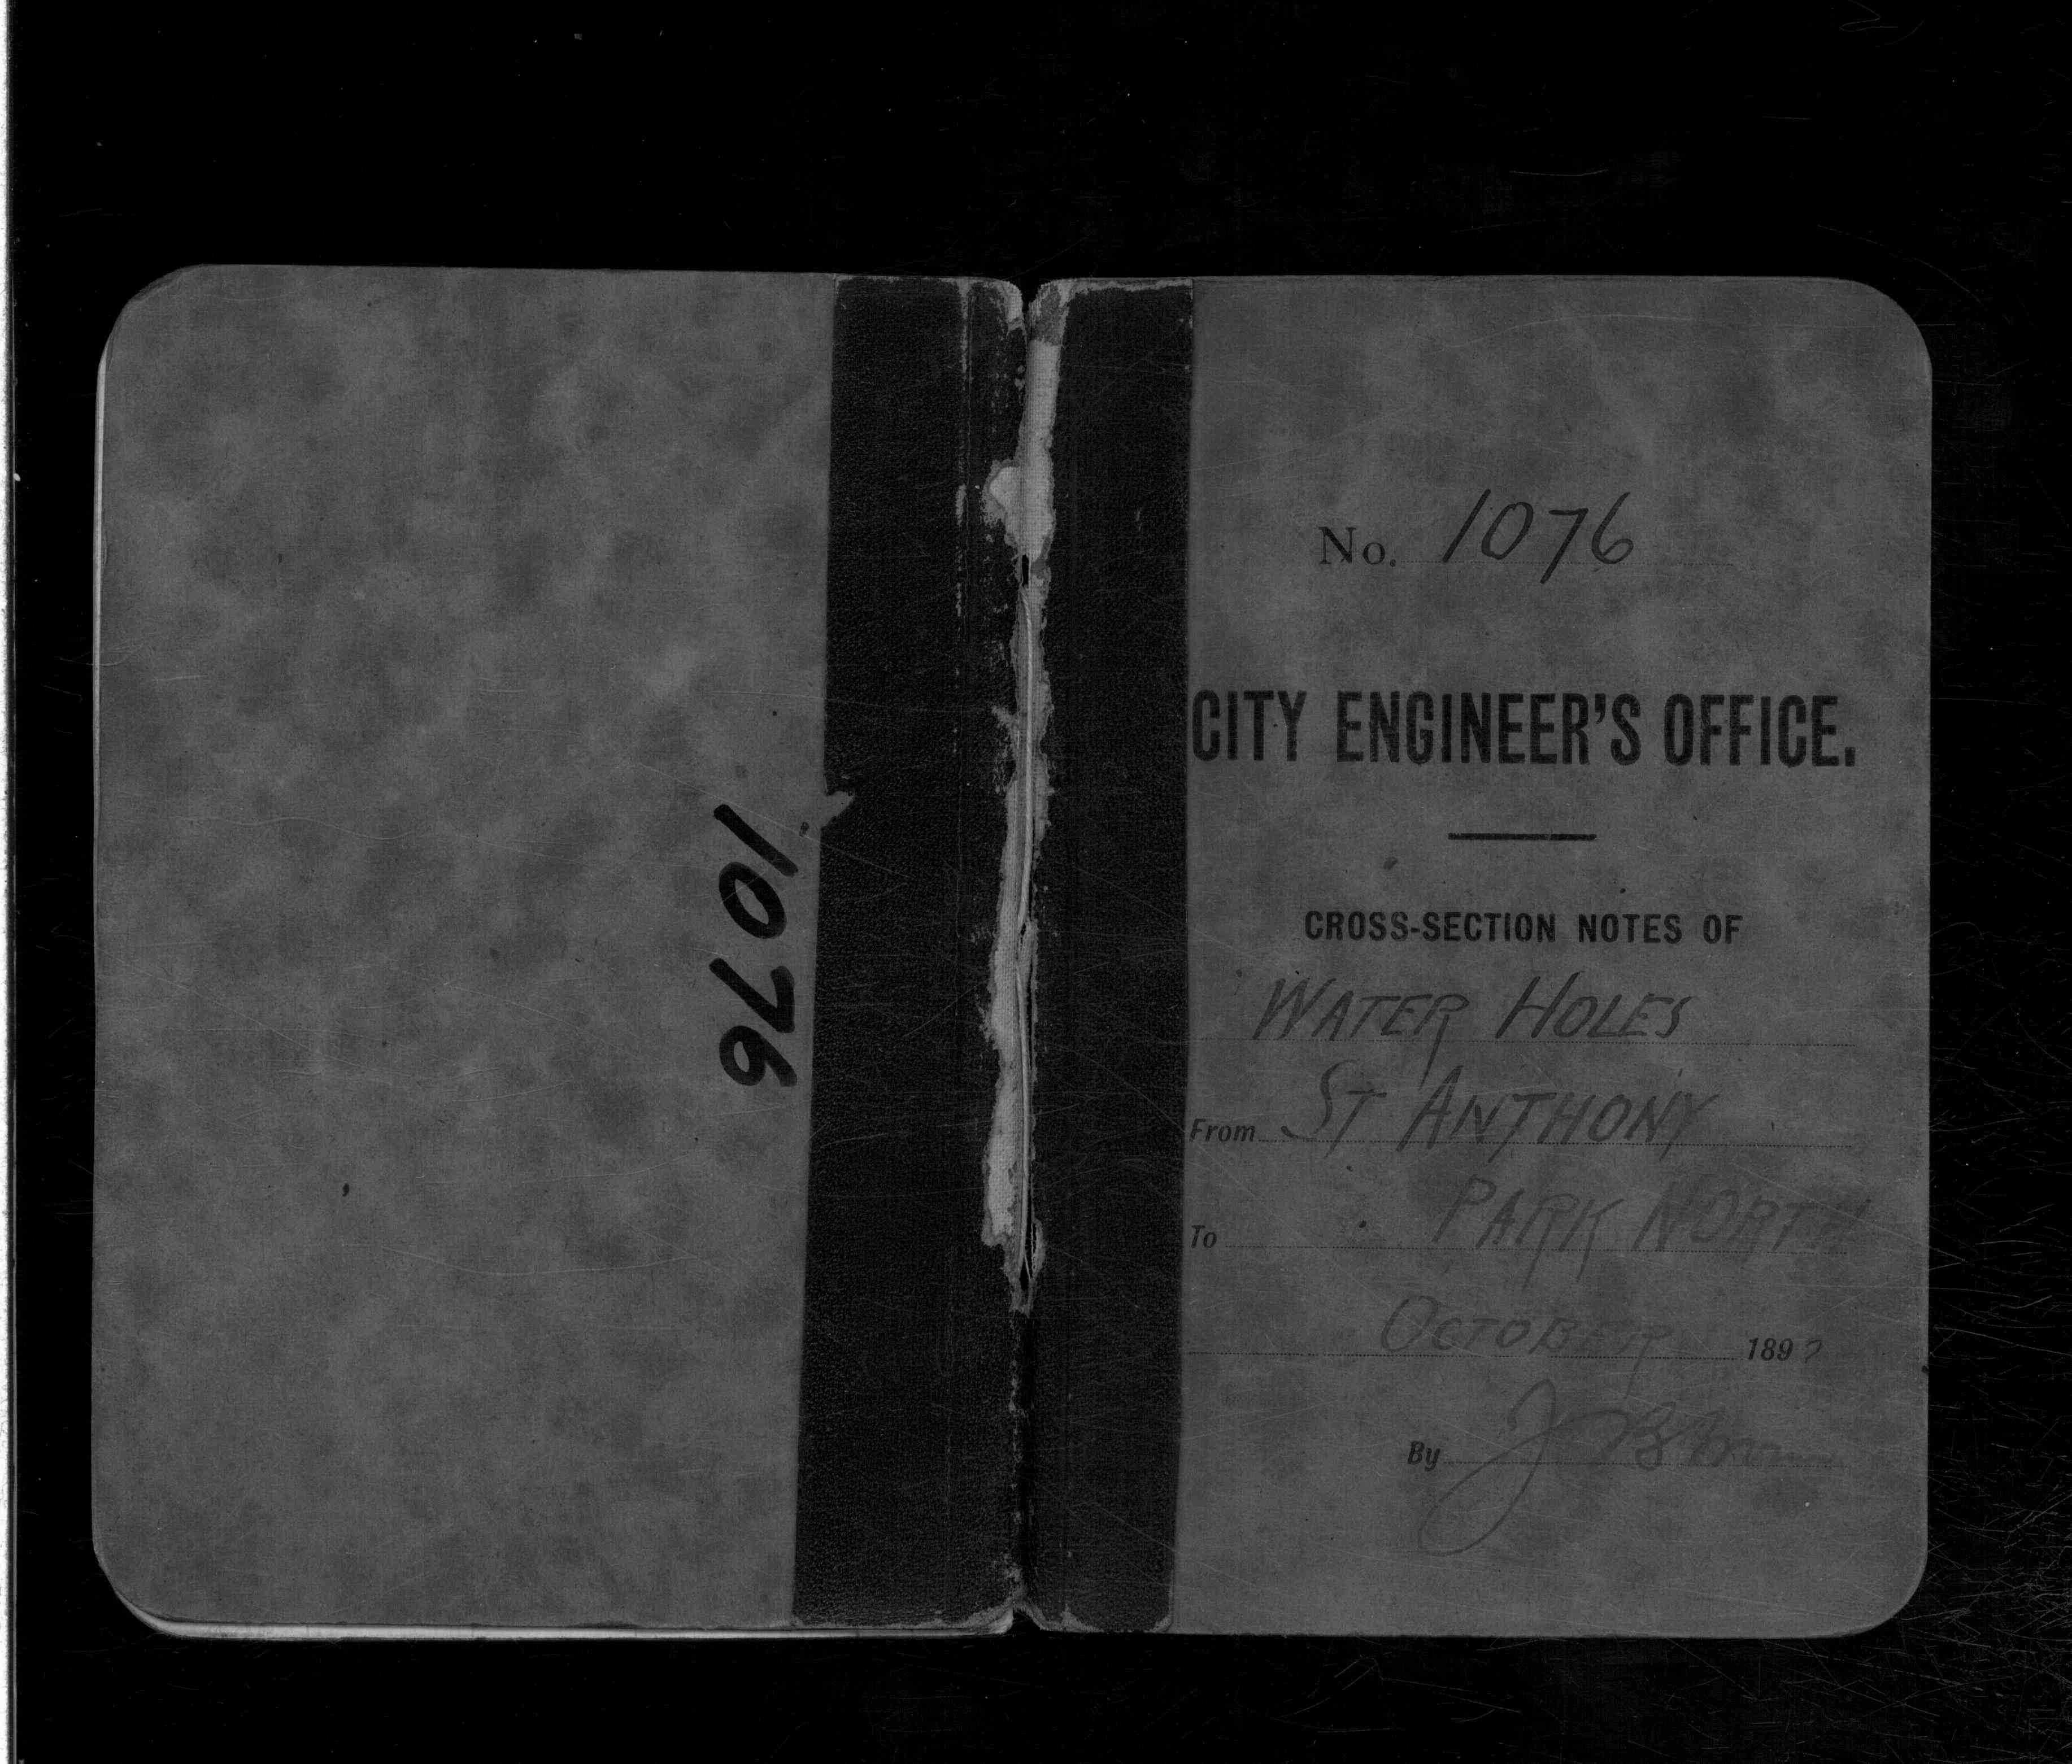 1076
No. 1076
CITY ENGINEER'S OFFICE.
CROSS-SECTION NOTES OF
WATER HOLES
From ST ANTHONY
To PARK NORTH
OCTOBER 189
By J